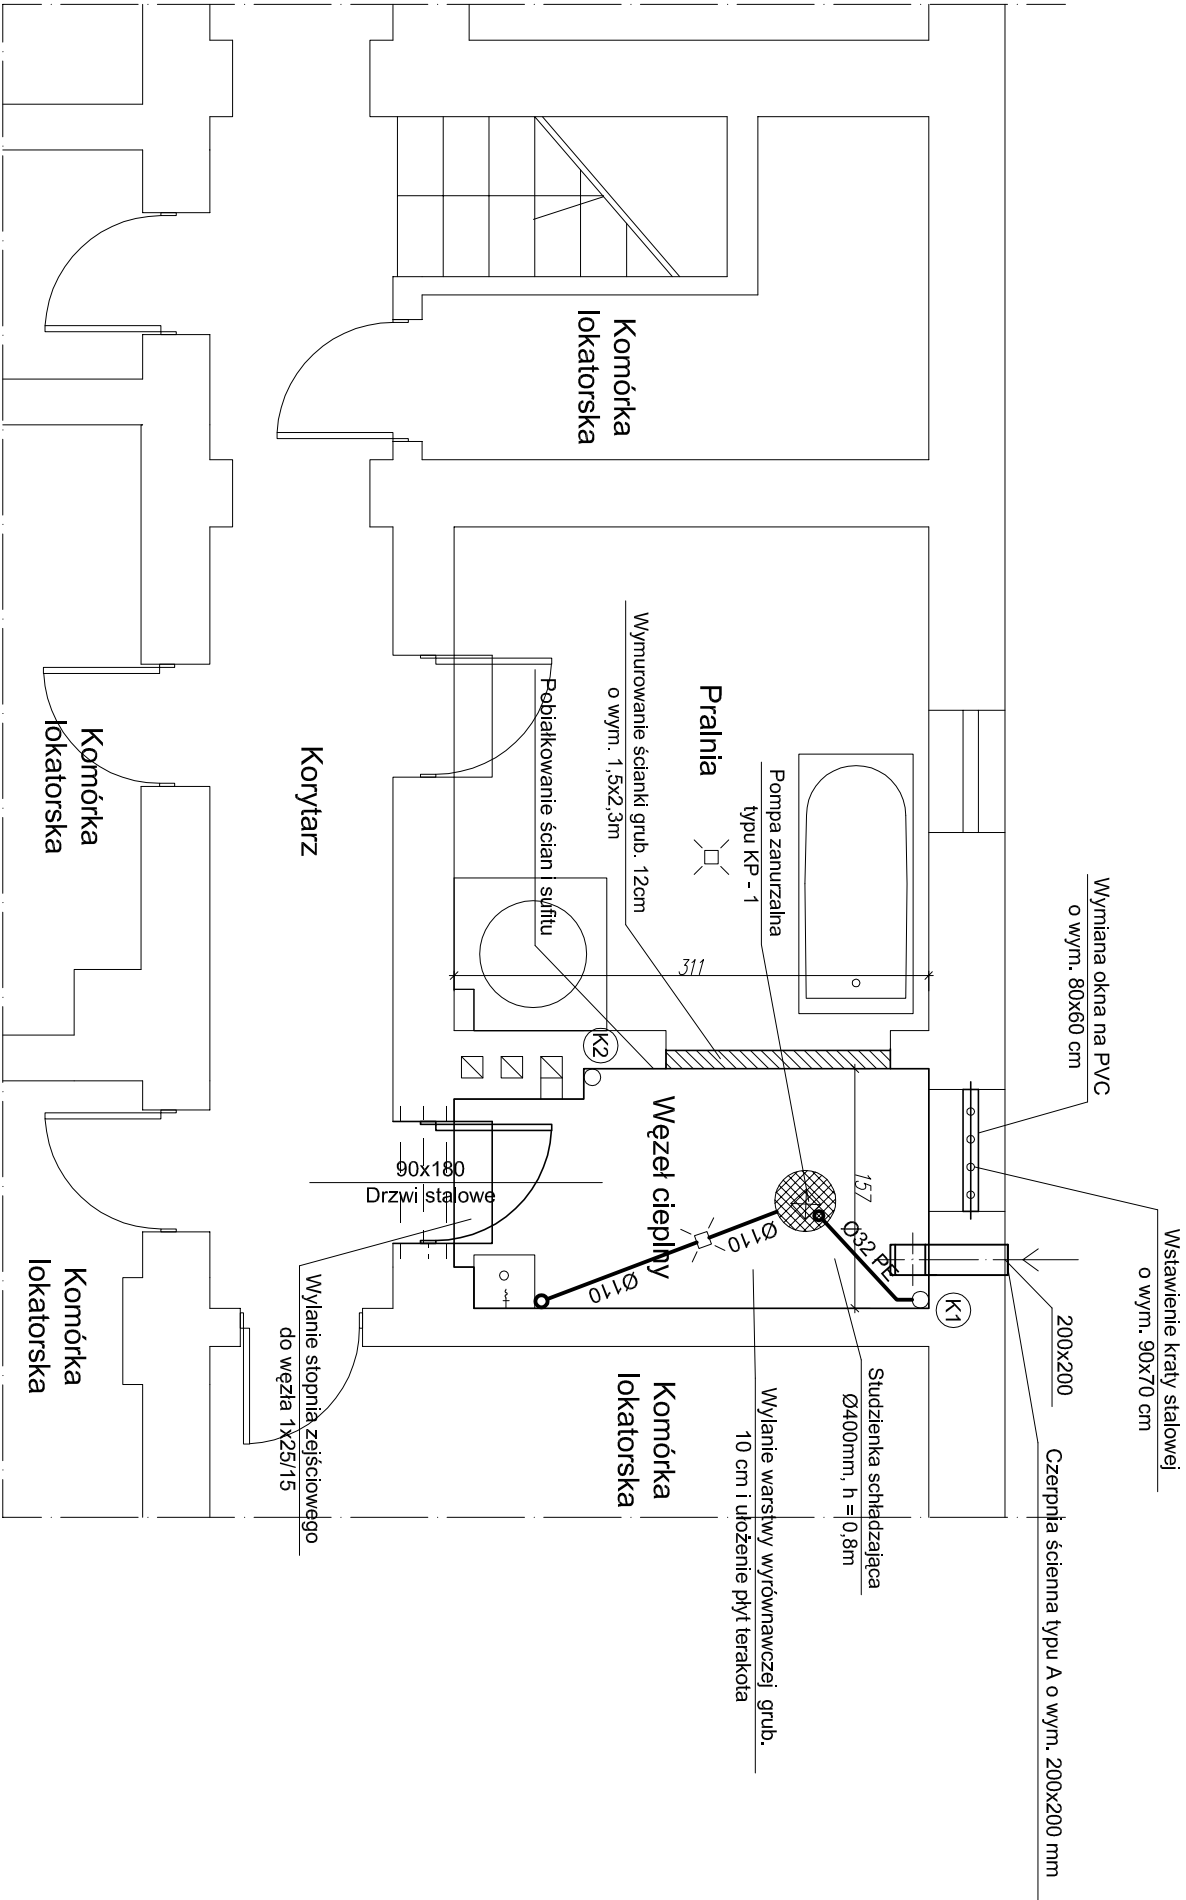 Wstawienie kraty stalowej
o wym. 90x70 cm
Wymiana okna na PVC
o wym. 80x60 cm
200x200
Czerpnia ścienna typu A o wym. 200x200 mm
K1
Studzienka schładzająca
Ø400mm, h = 0,8m
Ø32 PE
157
Pompa zanurzalna
typu KP - 1
Wylanie warstwy wyrównawczej grub.
10 cm i ułożenie płyt terakota
Pralnia
311
Ø110
Ø110
Węzeł cieplny
Komórka
lokatorska
Wymurowanie ścianki grub. 12cm
o wym. 1,5x2,3m
Komórka
lokatorska
K2
Pobiałkowanie ścian i sufitu
90x180
Drzwi stalowe
Korytarz
Wylanie stopnia zejściowego
do węzła 1x25/15
Komórka
lokatorska
Komórka
lokatorska